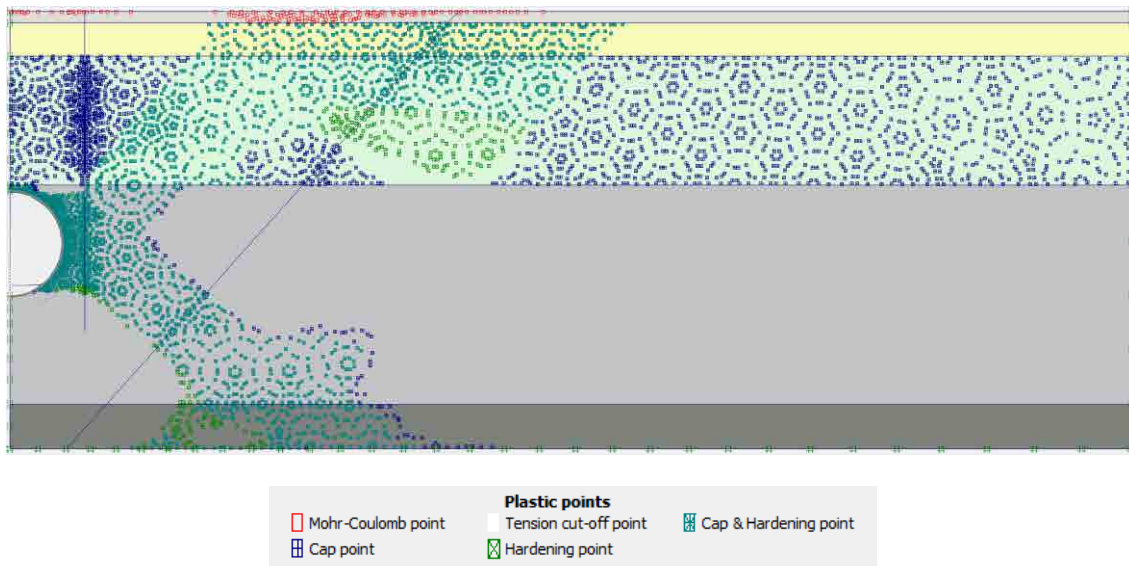 Plastic points
Mohr-Coulomb point Tension cut-off point Cap & Hardening point
Cap point Hardening point